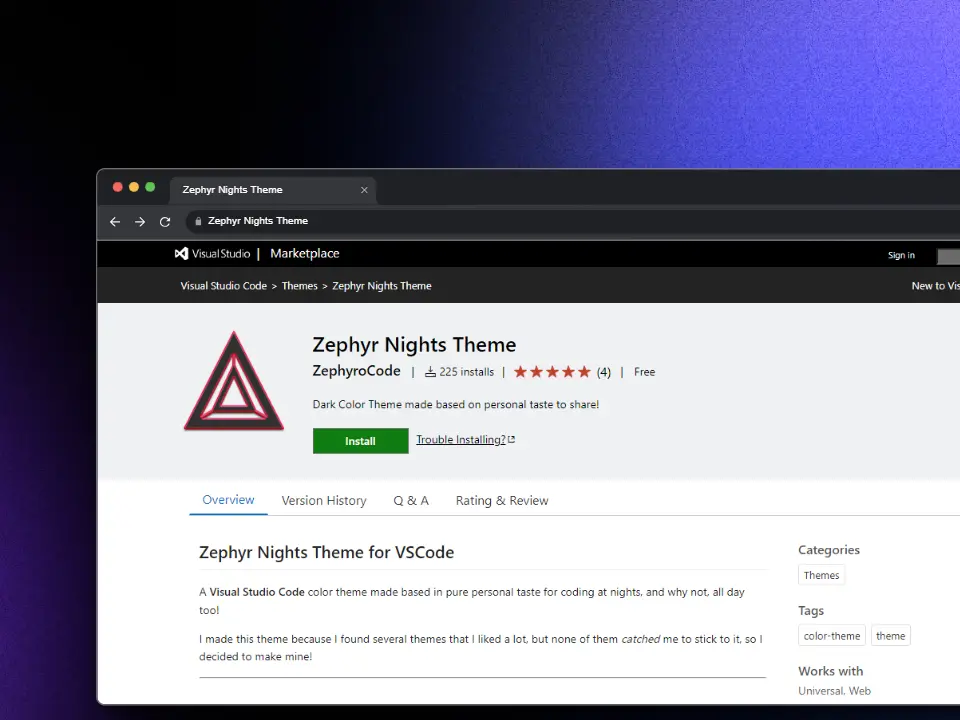 Zephyr Nights Theme
Zephyr Nights Theme
Visual Studio | Marketplace
Sign in
Visual Studio Code > Themes > Zephyr Nights Theme
New to Vis
Zephyr Nights Theme
ZephyroCode | 225 installs | (4) | Free
Dark Color Theme made based on personal taste to share!
Install
Trouble Installing?
Overview
Version History
Q & A
Rating & Review
Zephyr Nights Theme for VSCode
A Visual Studio Code color theme made based in pure personal taste for coding at nights, and why not, all day
too!
I made this theme because I found several themes that I liked a lot, but none of them catched me to stick to it, so I
decided to make mine!
Categories
Themes
Tags
color-theme
theme
Works with
Universal, Web